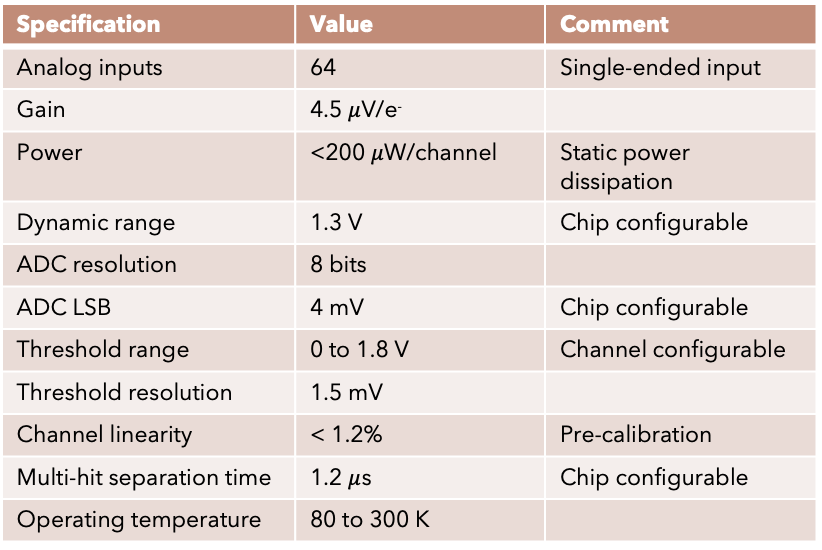 Specification Value Comment
Analog inputs 64 Single-ended input
Gain 4.5 𝜇V/e⁻
Power <200 𝜇W/channel Static power
dissipation
Dynamic range 1.3 V Chip configurable
ADC resolution 8 bits
ADC LSB 4 mV Chip configurable
Threshold range 0 to 1.8 V Channel configurable
Threshold resolution 1.5 mV
Channel linearity < 1.2% Pre-calibration
Multi-hit separation time 1.2 𝜇s Chip configurable
Operating temperature 80 to 300 K